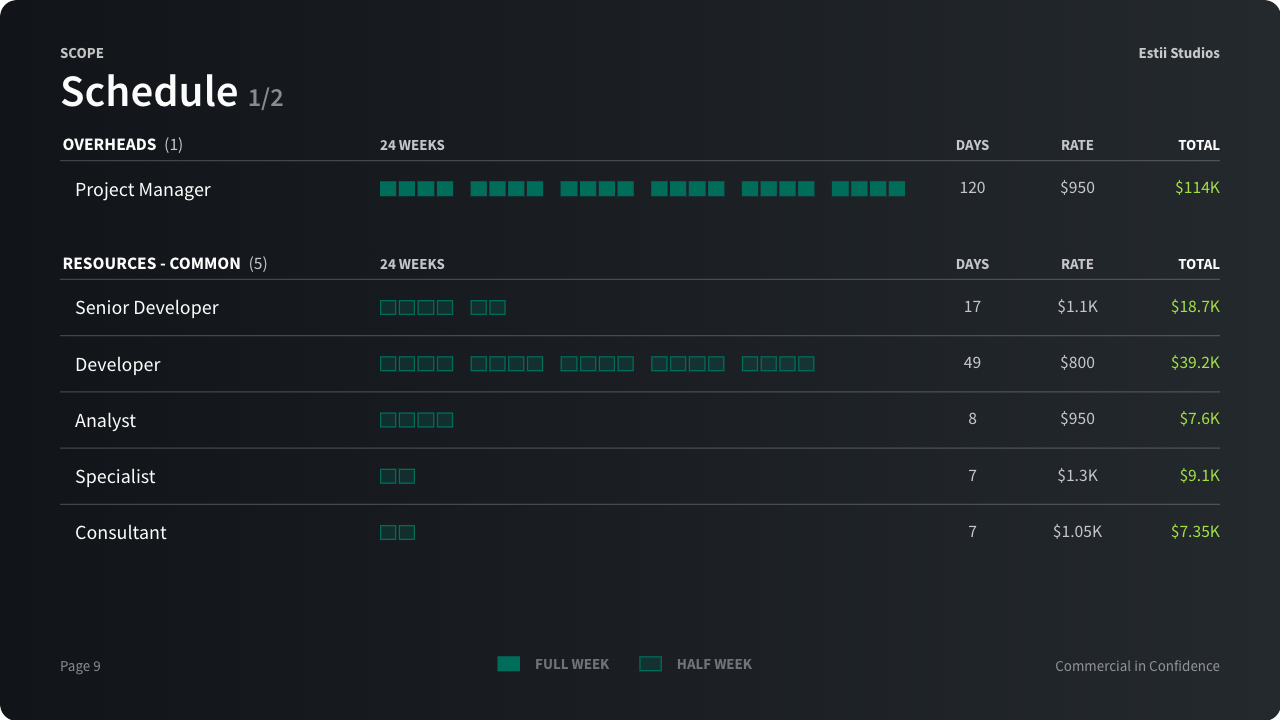 SCOPE
Estii Studios
Schedule 1/2
OVERHEADS (1) 24 WEEKS DAYS RATE TOTAL
Project Manager 120 $950 $114K
RESOURCES - COMMON (5) 24 WEEKS DAYS RATE TOTAL
Senior Developer 17 $1.1K $18.7K
Developer 49 $800 $39.2K
Analyst 8 $950 $7.6K
Specialist 7 $1.3K $9.1K
Consultant 7 $1.05K $7.35K
Page 9 FULL WEEK HALF WEEK Commercial in Confidence